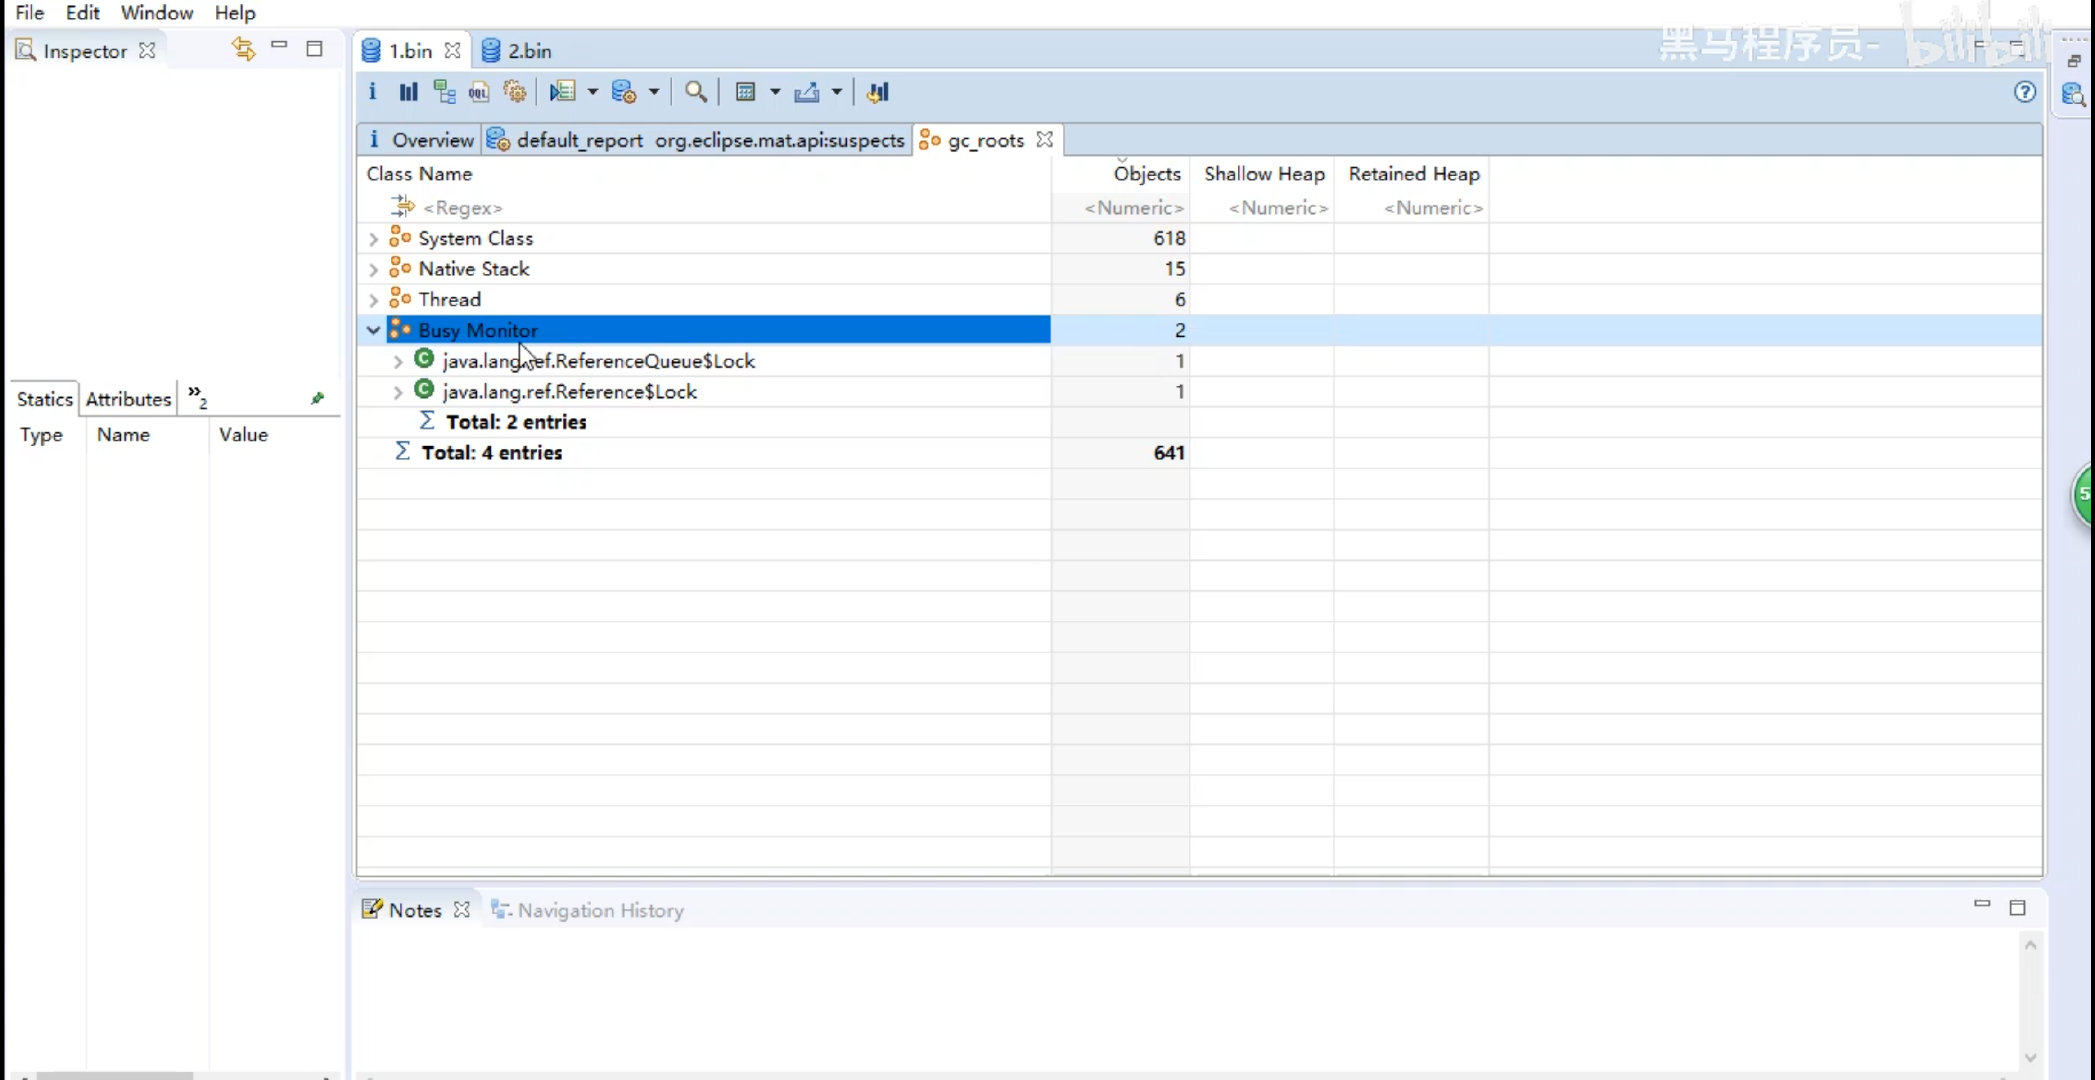 File Edit Window Help
黑马程序员- bilibili
Inspector
1.bin 2.bin
i OQL
i Overview default_report org.eclipse.mat.api:suspects gc_roots
Class Name Objects Shallow Heap Retained Heap
<Regex> <Numeric> <Numeric> <Numeric>
System Class 618
Native Stack 15
Thread 6
Busy Monitor 2
java.lang.ref.ReferenceQueue$Lock 1
java.lang.ref.Reference$Lock 1
Σ Total: 2 entries
Σ Total: 4 entries 641
Statics Attributes »2
Type Name Value
Notes Navigation History